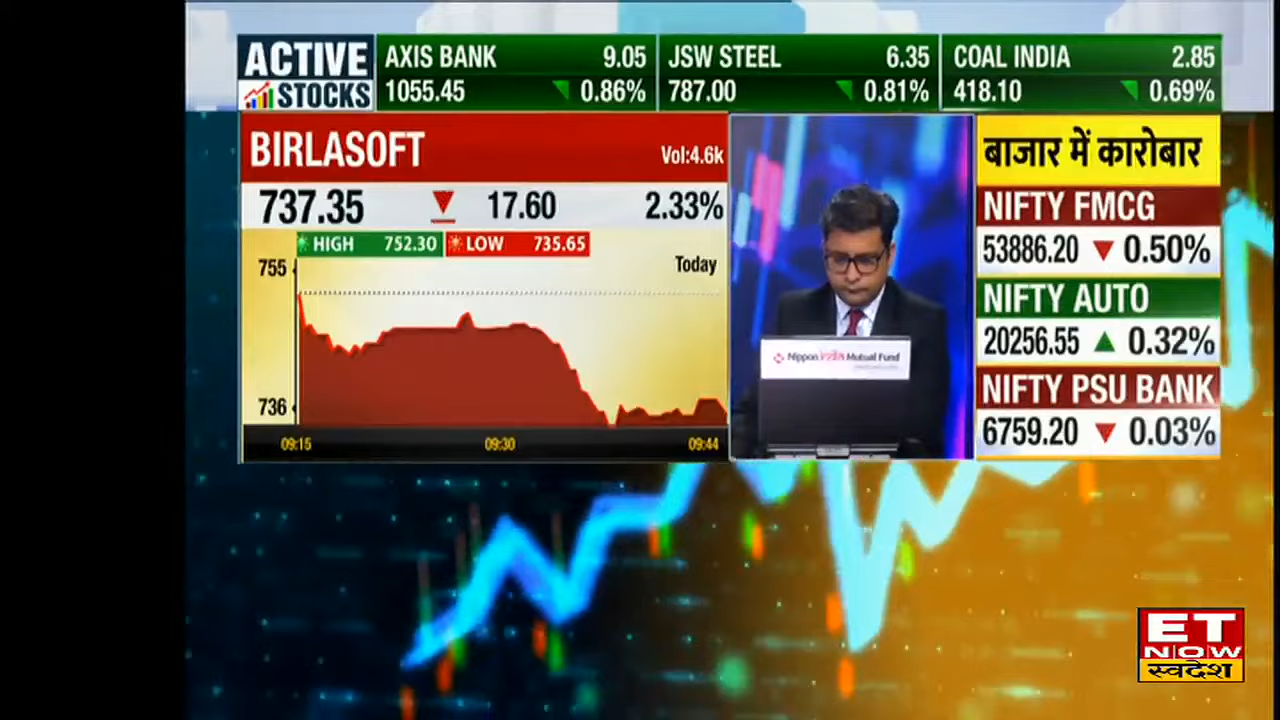 ACTIVE STOCKS
AXIS BANK 9.05
1055.45 0.86%
JSW STEEL 6.35
787.00 0.81%
COAL INDIA 2.85
418.10 0.69%
BIRLASOFT Vol:4.6k
737.35 17.60 2.33%
HIGH 752.30 LOW 735.65
Today
755
736
09:15 09:30 09:44
Nippon india Mutual Fund
बाजार में कारोबार
NIFTY FMCG
53886.20 0.50%
NIFTY AUTO
20256.55 0.32%
NIFTY PSU BANK
6759.20 0.03%
ET
NOW
स्वदेश